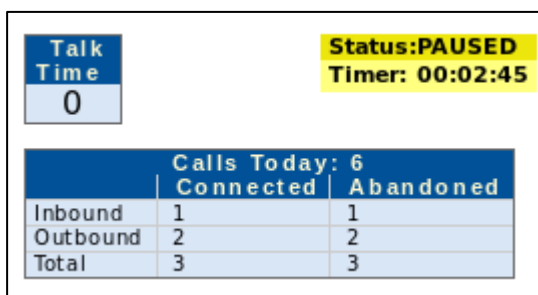 Talk
Time
0
Status:PAUSED
Timer: 00:02:45
Calls Today: 6
Connected Abandoned
Inbound 1 1
Outbound 2 2
Total 3 3